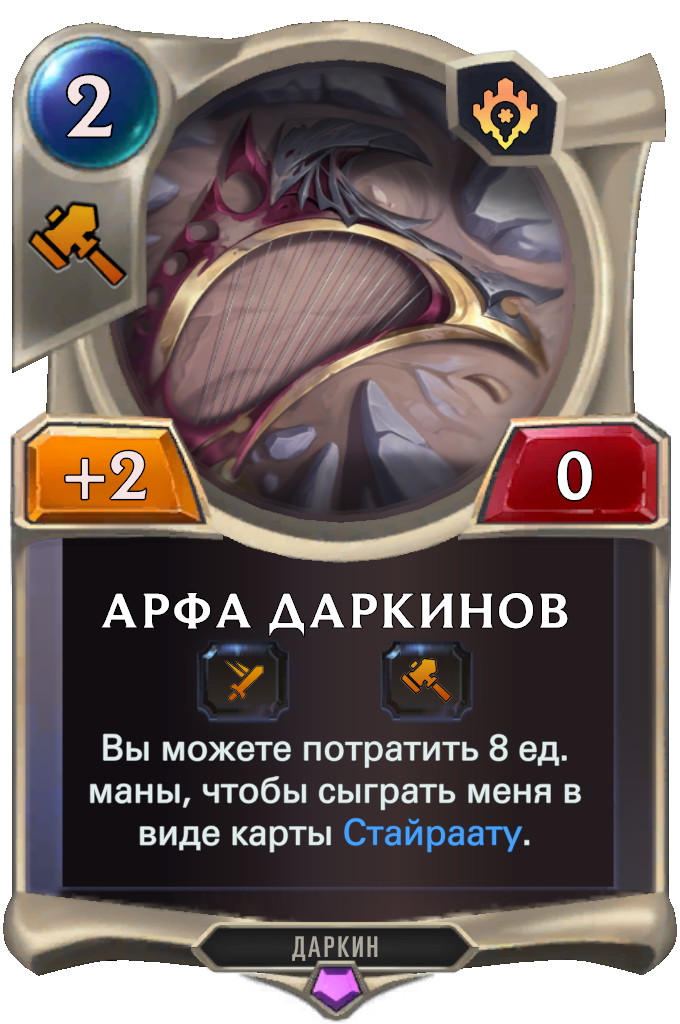 2
+2
0
АРФА ДАРКИНОВ
Вы можете потратить 8 ед.
маны, чтобы сыграть меня в
виде карты Стайраату.
ДАРКИН